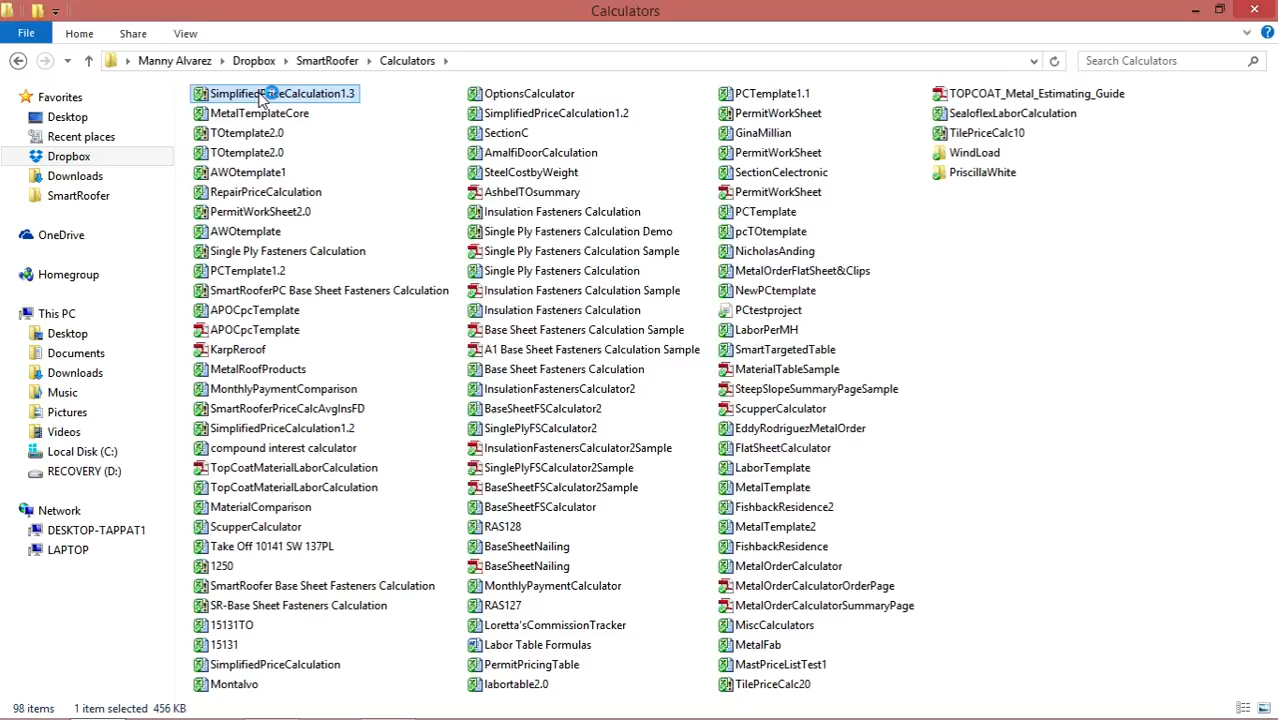 Calculators
File
Home
Share
View
Manny Alvarez
Dropbox
SmartRoofer
Calculators
Search Calculators
Favorites
Desktop
Recent places
Dropbox
Downloads
SmartRoofer
OneDrive
Homegroup
This PC
Desktop
Documents
Downloads
Music
Pictures
Videos
Local Disk (C:)
RECOVERY (D:)
Network
DESKTOP-TAPPAT1
LAPTOP
SimplifiedPriceCalculation1.3
MetalTemplateCore
TOtemplate2.0
TOtemplate2.0
AWOtemplate1
RepairPriceCalculation
PermitWorkSheet2.0
AWOtemplate
Single Ply Fasteners Calculation
PCTemplate1.2
SmartRooferPC Base Sheet Fasteners Calculation
APOCpcTemplate
APOCpcTemplate
KarpReroof
MetalRoofProducts
MonthlyPaymentComparison
SmartRooferPriceCalcAvgInsFD
SimplifiedPriceCalculation1.2
compound interest calculator
TopCoatMaterialLaborCalculation
TopCoatMaterialLaborCalculation
MaterialComparison
ScupperCalculator
Take Off 10141 SW 137PL
1250
SmartRoofer Base Sheet Fasteners Calculation
SR-Base Sheet Fasteners Calculation
15131TO
15131
SimplifiedPriceCalculation
Montalvo
OptionsCalculator
SimplifiedPriceCalculation1.2
SectionC
AmalfiDoorCalculation
SteelCostbyWeight
AshbelTOsummary
Insulation Fasteners Calculation
Single Ply Fasteners Calculation Demo
Single Ply Fasteners Calculation Sample
Single Ply Fasteners Calculation
Insulation Fasteners Calculation Sample
Insulation Fasteners Calculation
Base Sheet Fasteners Calculation Sample
A1 Base Sheet Fasteners Calculation Sample
Base Sheet Fasteners Calculation
InsulationFastenersCalculator2
BaseSheetFSCalculator2
SinglePlyFSCalculator2
InsulationFastenersCalculator2Sample
SinglePlyFSCalculator2Sample
BaseSheetFSCalculator2Sample
BaseSheetFSCalculator
RAS128
BaseSheetNailing
BaseSheetNailing
MonthlyPaymentCalculator
RAS127
Loretta'sCommissionTracker
Labor Table Formulas
PermitPricingTable
labortable2.0
PCTemplate1.1
PermitWorkSheet
GinaMillian
PermitWorkSheet
SectionCelectronic
PermitWorkSheet
PCTemplate
pcTOtemplate
NicholasAnding
MetalOrderFlatSheet&Clips
NewPCtemplate
PCtestproject
LaborPerMH
SmartTargetedTable
MaterialTableSample
SteepSlopeSummaryPageSample
ScupperCalculator
EddyRodriguezMetalOrder
FlatSheetCalculator
LaborTemplate
MetalTemplate
FishbackResidence2
MetalTemplate2
FishbackResidence
MetalOrderCalculator
MetalOrderCalculatorOrderPage
MetalOrderCalculatorSummaryPage
MiscCalculators
MetalFab
MastPriceListTest1
TilePriceCalc20
TOPCOAT_Metal_Estimating_Guide
SealoflexLaborCalculation
TilePriceCalc10
WindLoad
PriscillaWhite
98 items 1 item selected 456 KB